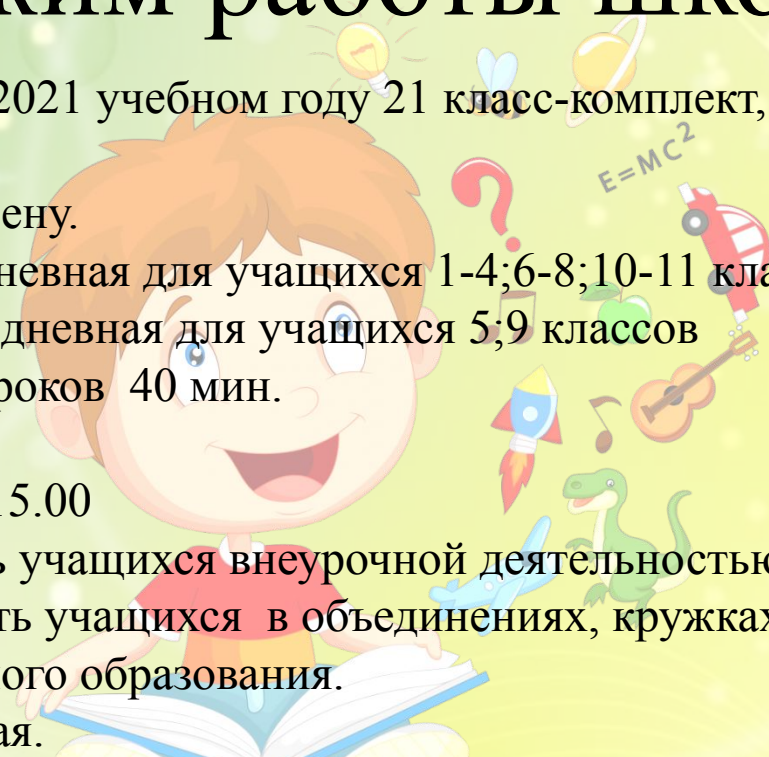 ким работы шко
2021 учебном году 21 класс-комплект,
ену.
невная для учащихся 1-4;6-8;10-11 кла
дневная для учащихся 5;9 классов
роков 40 мин.
15.00
ь учащихся внеурочной деятельностью
ть учащихся в объединениях, кружках
ого образования.
ая.
E=MC²